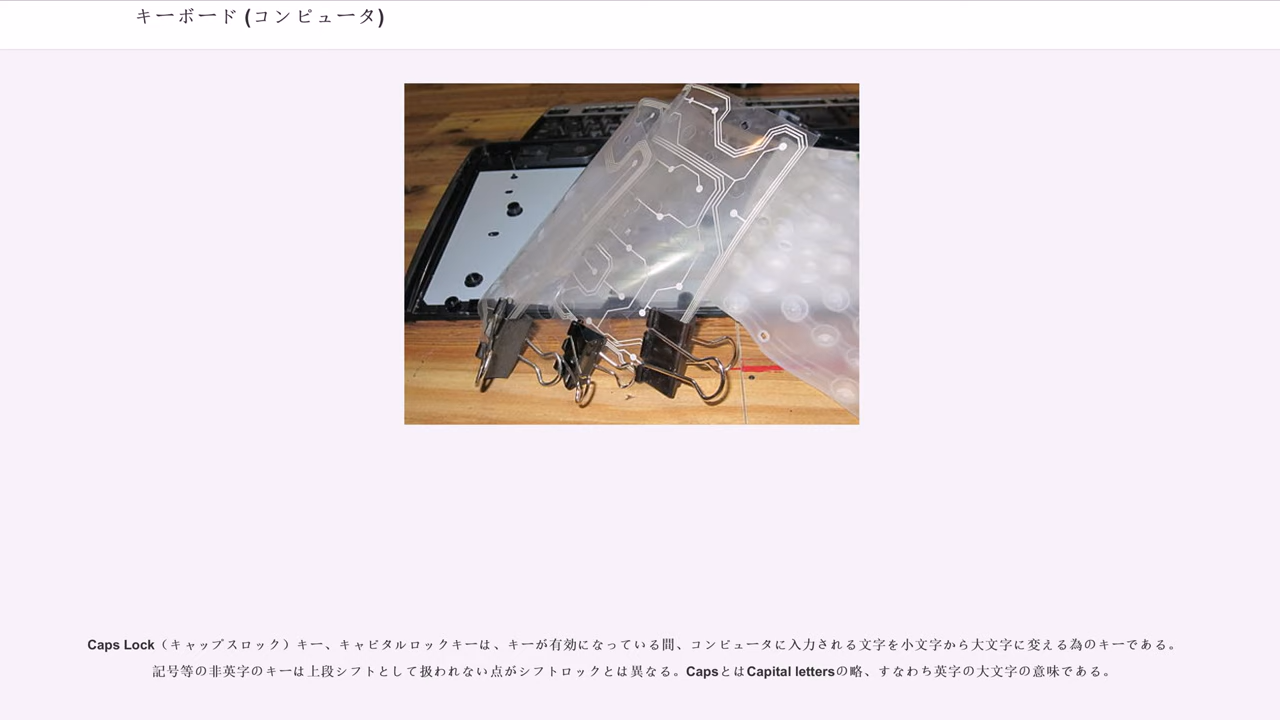 キーボード (コンピュータ)
Caps Lock（キャップスロック）キー、キャピタルロックキーは、キーが有効になっている間、コンピュータに入力される文字を小文字から大文字に変える為のキーである。
記号等の非英字のキーは上段シフトとして扱われない点がシフトロックとは異なる。CapsとはCapital lettersの略、すなわち英字の大文字の意味である。